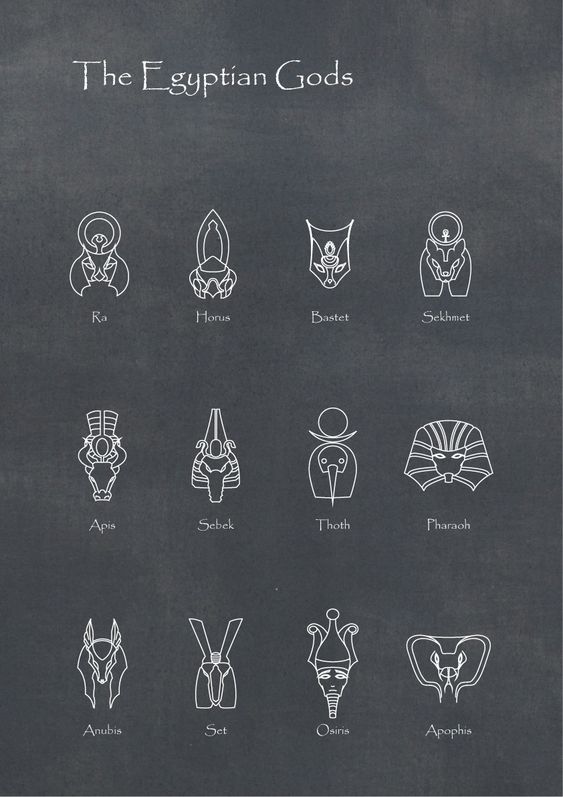 The Egyptian Gods
Ra Horus Bastet Sekhmet
Apis Sebek Thoth Pharaoh
Anubis Set Osiris Apophis